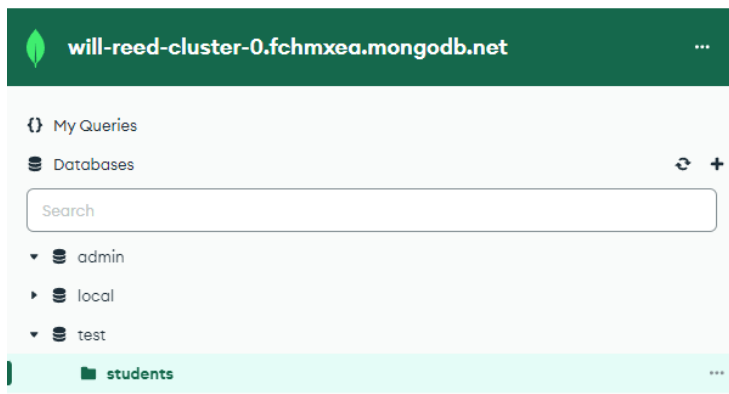 will-reed-cluster-0.fchmxea.mongodb.net
{} My Queries
Databases
Search
admin
local
test
students